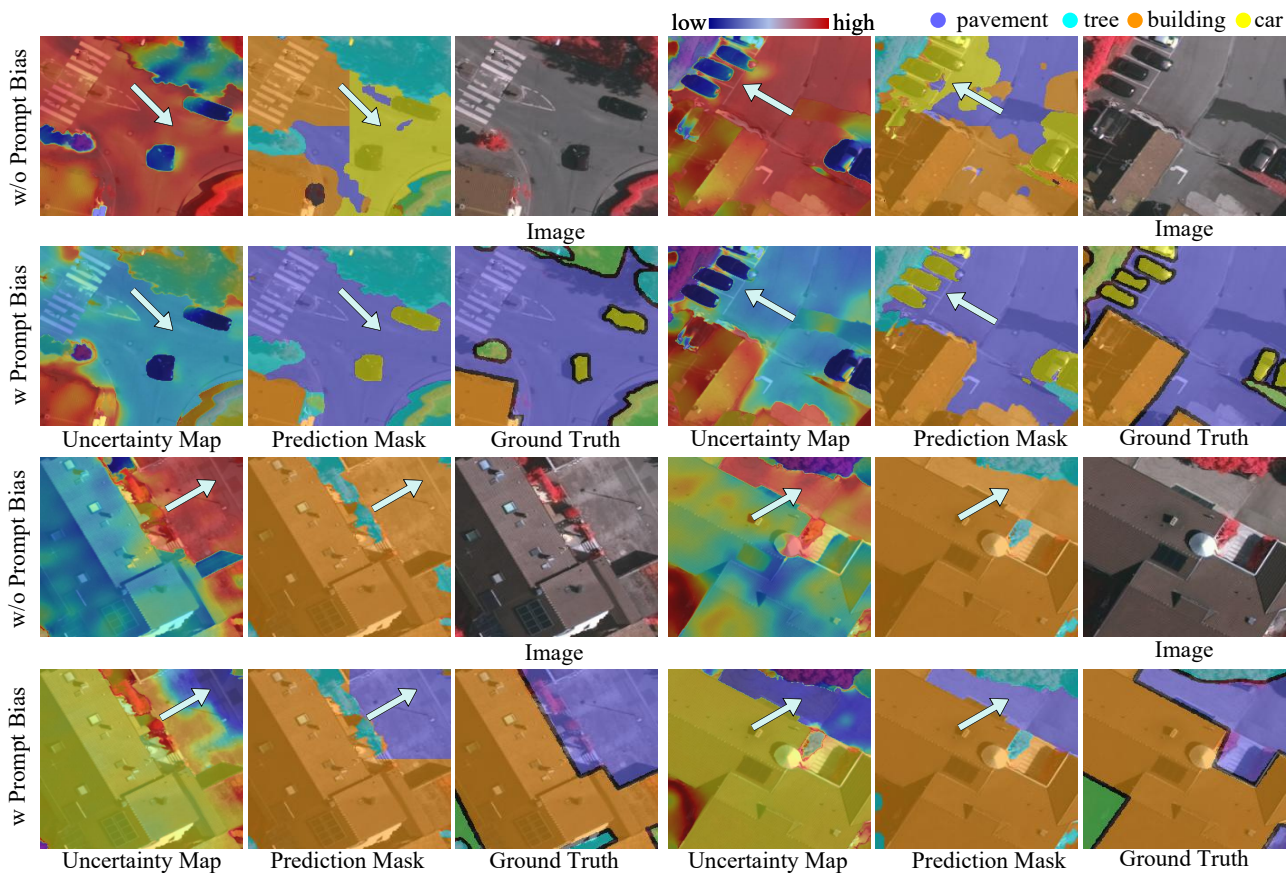 low high pavement tree building car
w/o Prompt Bias
Image Image
w Prompt Bias
Uncertainty Map Prediction Mask Ground Truth Uncertainty Map Prediction Mask Ground Truth
w/o Prompt Bias
Image Image
w Prompt Bias
Uncertainty Map Prediction Mask Ground Truth Uncertainty Map Prediction Mask Ground Truth